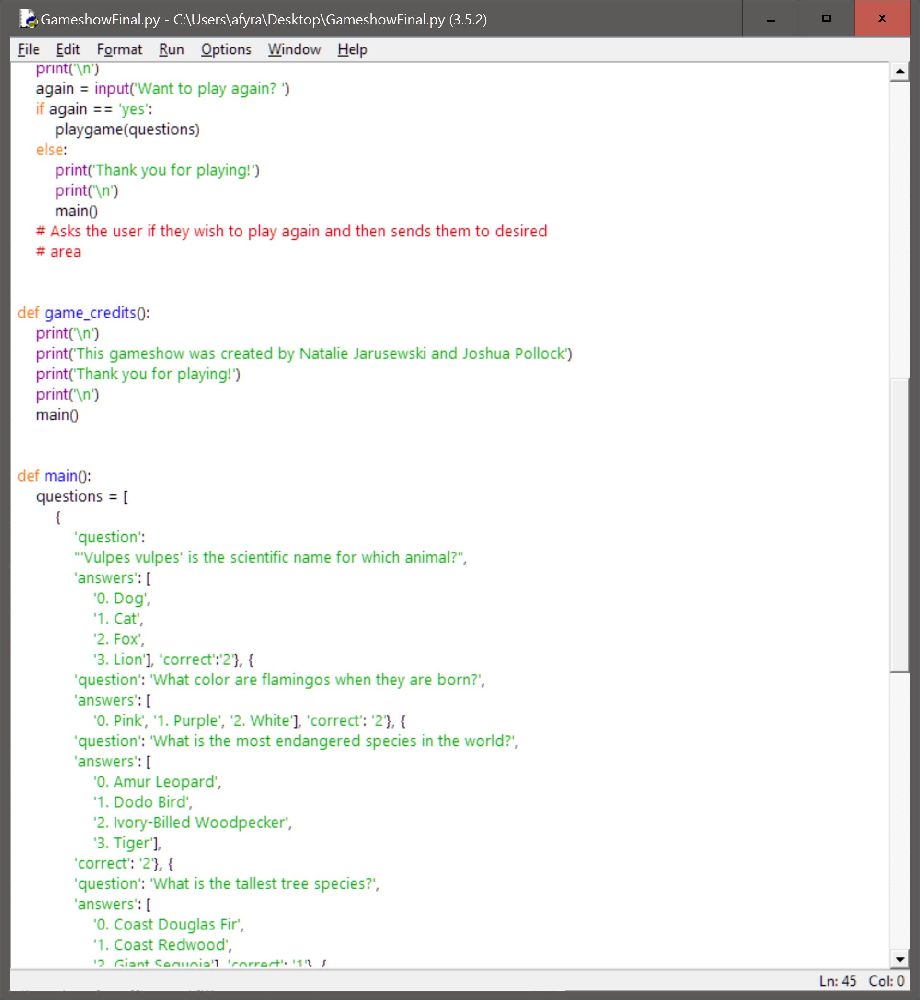 GameshowFinal.py - C:\Users\afyra\Desktop\GameshowFinal.py (3.5.2)
File Edit Format Run Options Window Help
print('\n')
again = input('Want to play again? ')
if again == 'yes':
playgame(questions)
else:
print('Thank you for playing!')
print('\n')
main()
# Asks the user if they wish to play again and then sends them to desired
# area
def game_credits():
print('\n')
print('This gameshow was created by Natalie Jarusewski and Joshua Pollock')
print('Thank you for playing!')
print('\n')
main()
def main():
questions = [
{
'question':
"'Vulpes vulpes' is the scientific name for which animal?",
'answers': [
'0. Dog',
'1. Cat',
'2. Fox',
'3. Lion'], 'correct':'2'}, {
'question': 'What color are flamingos when they are born?',
'answers': [
'0. Pink', '1. Purple', '2. White'], 'correct': '2'}, {
'question': 'What is the most endangered species in the world?',
'answers': [
'0. Amur Leopard',
'1. Dodo Bird',
'2. Ivory-Billed Woodpecker',
'3. Tiger'],
'correct': '2'}, {
'question': 'What is the tallest tree species?',
'answers': [
'0. Coast Douglas Fir',
'1. Coast Redwood',
'2. Giant Sequoia'], 'correct': '1'}, {
Ln: 45 Col: 0